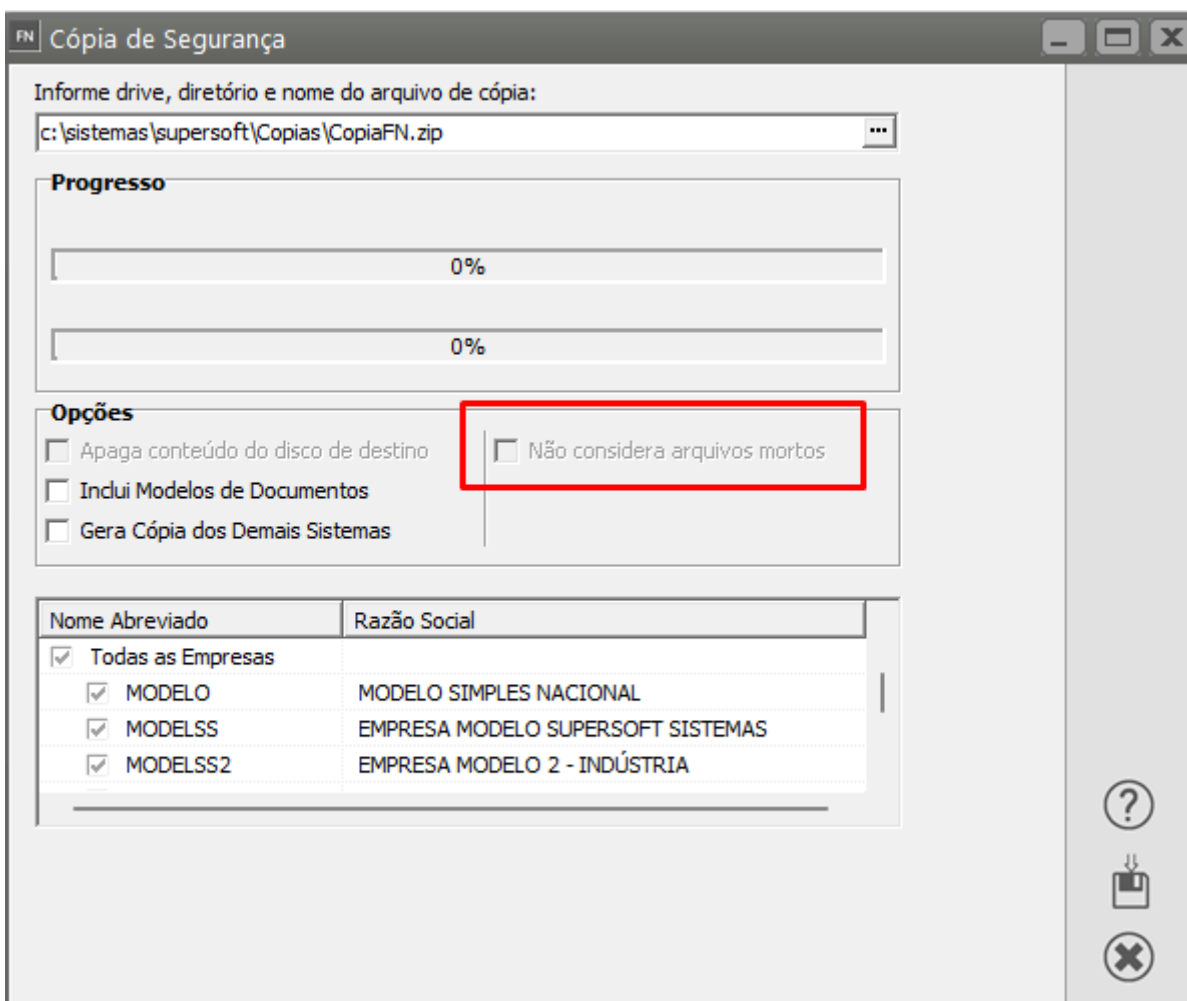 FN Cópia de Segurança
Informe drive, diretório e nome do arquivo de cópia:
c:\sistemas\supersoft\Copias\CopiaFN.zip ...
Progresso
0%
0%
Opções
Apaga conteúdo do disco de destino Não considera arquivos mortos
Inclui Modelos de Documentos
Gera Cópia dos Demais Sistemas
Nome Abreviado Razão Social
Todas as Empresas
MODELO MODELO SIMPLES NACIONAL
MODELSS EMPRESA MODELO SUPERSOFT SISTEMAS
MODELSS2 EMPRESA MODELO 2 - INDÚSTRIA